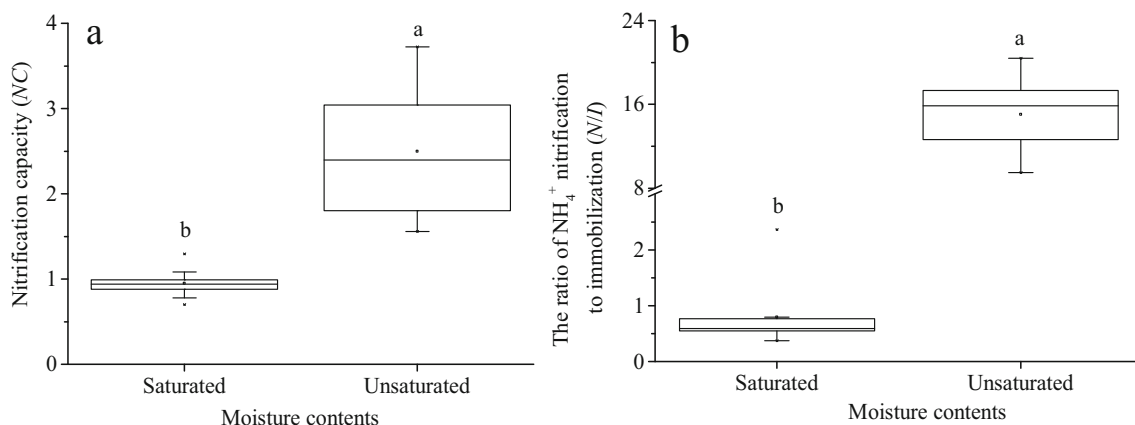 a
Nitrification capacity (NC)
4
3
2
1
0
b
a
Saturated
Unsaturated
Moisture contents
b
The ratio of NH₄⁺ nitrification
to immobilization (N/I)
24
16
8
2
1
0
b
a
Saturated
Unsaturated
Moisture contents